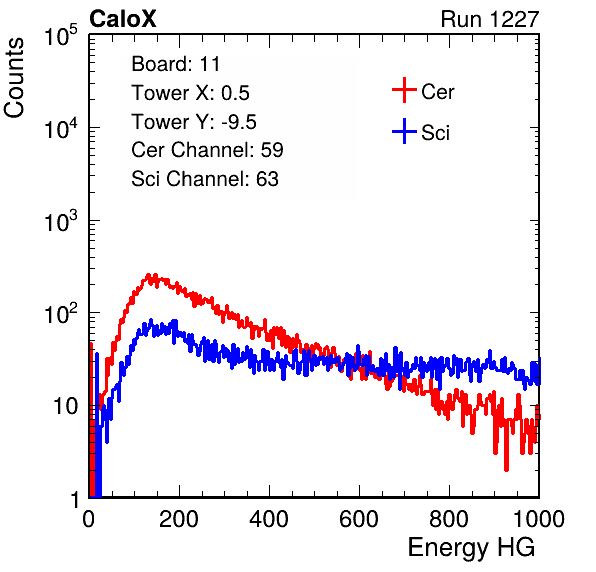 CaloX Run 1227
Counts
10^5
10^4
10^3
10^2
10
1
Board: 11
Tower X: 0.5
Tower Y: -9.5
Cer Channel: 59
Sci Channel: 63
Cer
Sci
0 200 400 600 800 1000
Energy HG